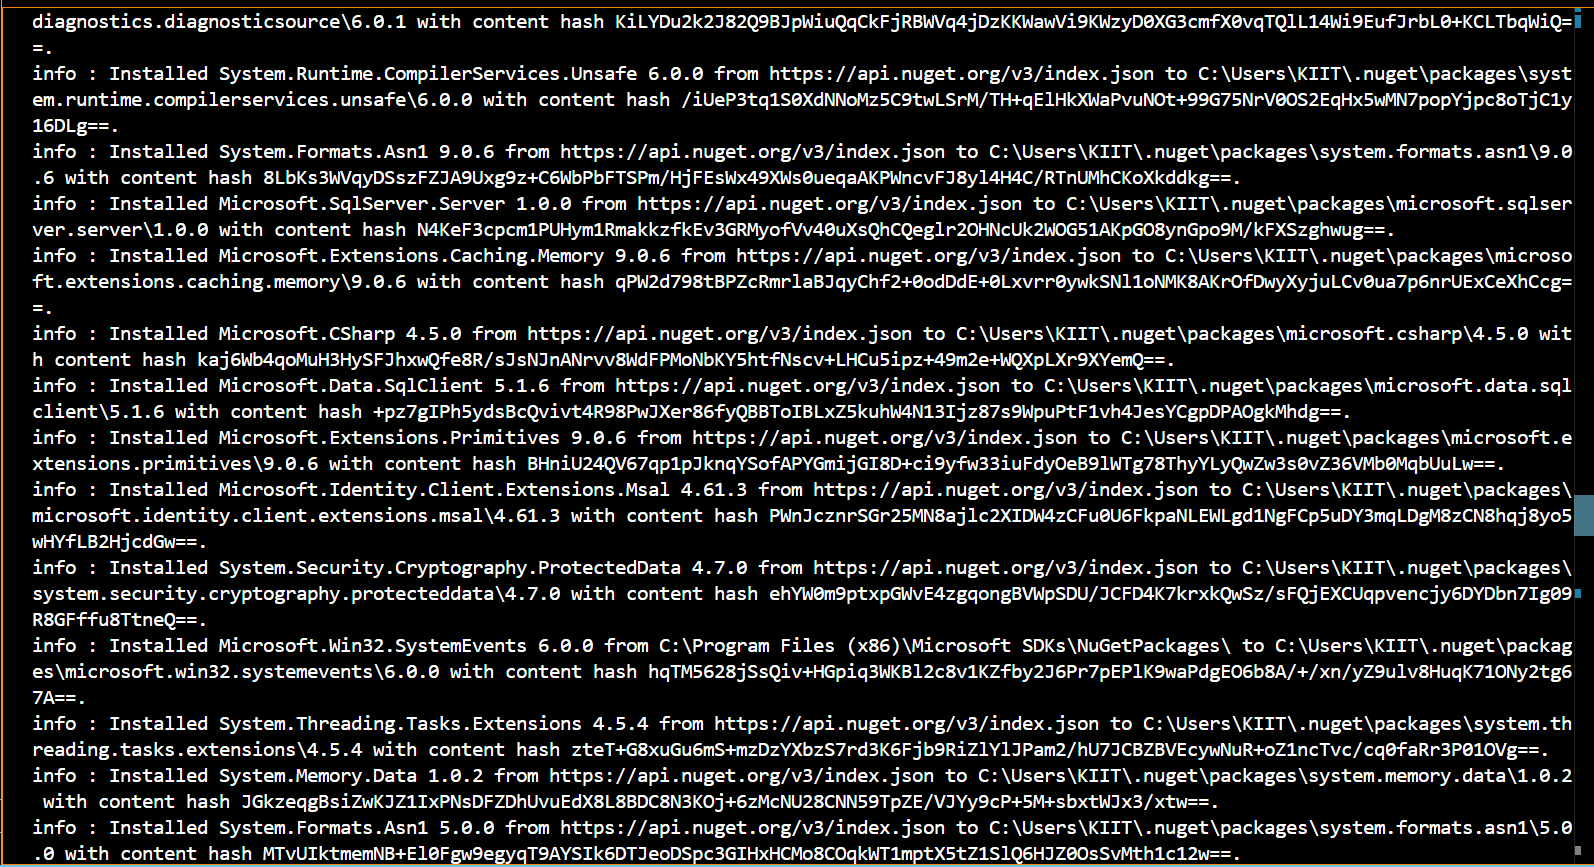 diagnostics.diagnosticsource\6.0.1 with content hash KiLYDu2k2J82Q9BJpWiuQqCkFjRBWVq4jDzKKWawVi9KWzyD0XG3cmfX0vqTQlL14Wi9EufJrbL0+KCLTbqWiQ=
=.
info : Installed System.Runtime.CompilerServices.Unsafe 6.0.0 from https://api.nuget.org/v3/index.json to C:\Users\KIIT\.nuget\packages\syst
em.runtime.compilerservices.unsafe\6.0.0 with content hash /iUeP3tq1S0XdNNoMz5C9twLSrM/TH+qElHkXWaPvuNOt+99G75NrV0OS2EqHx5wMN7popYjpc8oTjC1y
16DLg==.
info : Installed System.Formats.Asn1 9.0.6 from https://api.nuget.org/v3/index.json to C:\Users\KIIT\.nuget\packages\system.formats.asn1\9.0
.6 with content hash 8LbKs3WVqyDSszFZJA9Uxg9z+C6WbPbFTSPm/HjFEsWx49XWs0ueqaAKPWncvFJ8yl4H4C/RTnUMhCKoXkddkg==.
info : Installed Microsoft.SqlServer.Server 1.0.0 from https://api.nuget.org/v3/index.json to C:\Users\KIIT\.nuget\packages\microsoft.sqlser
ver.server\1.0.0 with content hash N4KeF3cpcm1PUHym1RmakkzfkEv3GRMyofVv40uXsQhCQeglr2OHNcUk2WOG51AKpGO8ynGpo9M/kFXSzghwug==.
info : Installed Microsoft.Extensions.Caching.Memory 9.0.6 from https://api.nuget.org/v3/index.json to C:\Users\KIIT\.nuget\packages\microso
ft.extensions.caching.memory\9.0.6 with content hash qPW2d798tBPZcRmrlaBJqyChf2+0odDdE+0Lxvrr0ywkSNl1oNMK8AKrOfDwyXyjuLCv0ua7p6nrUExCeXhCcg=
=.
info : Installed Microsoft.CSharp 4.5.0 from https://api.nuget.org/v3/index.json to C:\Users\KIIT\.nuget\packages\microsoft.csharp\4.5.0 wit
h content hash kaj6Wb4qoMuH3HySFJhxwQfe8R/sJsNJnANrvv8WdFPMoNbKY5htfNscv+LHCu5ipz+49m2e+WQXpLXr9XYemQ==.
info : Installed Microsoft.Data.SqlClient 5.1.6 from https://api.nuget.org/v3/index.json to C:\Users\KIIT\.nuget\packages\microsoft.data.sql
client\5.1.6 with content hash +pz7gIPh5ydsBcQvivt4R98PwJXer86fyQBBToIBLxZ5kuhW4N13Ijz87s9WpuPtF1vh4JesYCgpDPAOgkMhdg==.
info : Installed Microsoft.Extensions.Primitives 9.0.6 from https://api.nuget.org/v3/index.json to C:\Users\KIIT\.nuget\packages\microsoft.e
xtensions.primitives\9.0.6 with content hash BHniU24QV67qp1pJknqYSofAPYGmijGI8D+ci9yfw33iuFdyOeB9lWTg78ThyYLyQwZw3s0vZ36VMb0MqbUuLw==.
info : Installed Microsoft.Identity.Client.Extensions.Msal 4.61.3 from https://api.nuget.org/v3/index.json to C:\Users\KIIT\.nuget\packages\
microsoft.identity.client.extensions.msal\4.61.3 with content hash PWnJcznrSGr25MN8ajlc2XIDW4zCFu0U6FkpaNLEWLgd1NgFCp5uDY3mqLDgM8zCN8hqj8yo5
wHYfLB2HjcdGw==.
info : Installed System.Security.Cryptography.ProtectedData 4.7.0 from https://api.nuget.org/v3/index.json to C:\Users\KIIT\.nuget\packages\
system.security.cryptography.protecteddata\4.7.0 with content hash ehYW0m9ptxpGWvE4zgqongBVWpSDU/JCFD4K7krxkQwSz/sFQjEXCUqpvencjy6DYDbn7Ig09
R8GFffu8TtneQ==.
info : Installed Microsoft.Win32.SystemEvents 6.0.0 from C:\Program Files (x86)\Microsoft SDKs\NuGetPackages\ to C:\Users\KIIT\.nuget\packag
es\microsoft.win32.systemevents\6.0.0 with content hash hqTM5628jSsQiv+HGpiq3WKBl2c8v1KZfby2J6Pr7pEPlK9waPdgEO6b8A/+/xn/yZ9ulv8HuqK71ONy2tg6
7A==.
info : Installed System.Threading.Tasks.Extensions 4.5.4 from https://api.nuget.org/v3/index.json to C:\Users\KIIT\.nuget\packages\system.th
reading.tasks.extensions\4.5.4 with content hash zteT+G8xuGu6mS+mzDzYXbzS7rd3K6Fjb9RiZlYlJPam2/hU7JCBZBVEcywNuR+oZ1ncTvc/cq0faRr3P01OVg==.
info : Installed System.Memory.Data 1.0.2 from https://api.nuget.org/v3/index.json to C:\Users\KIIT\.nuget\packages\system.memory.data\1.0.2
 with content hash JGkzeqgBsiZwKJZ1IxPNsDFZDhUvuEdX8L8BDC8N3KOj+6zMcNU28CNN59TpZE/VJYy9cP+5M+sbxtWJx3/xtw==.
info : Installed System.Formats.Asn1 5.0.0 from https://api.nuget.org/v3/index.json to C:\Users\KIIT\.nuget\packages\system.formats.asn1\5.0
.0 with content hash MTvUIktmemNB+El0Fgw9egyqT9AYSIk6DTJeoDSpc3GIHxHCMo8COqkWT1mptX5tZ1SlQ6HJZ0OsSvMth1c12w==.